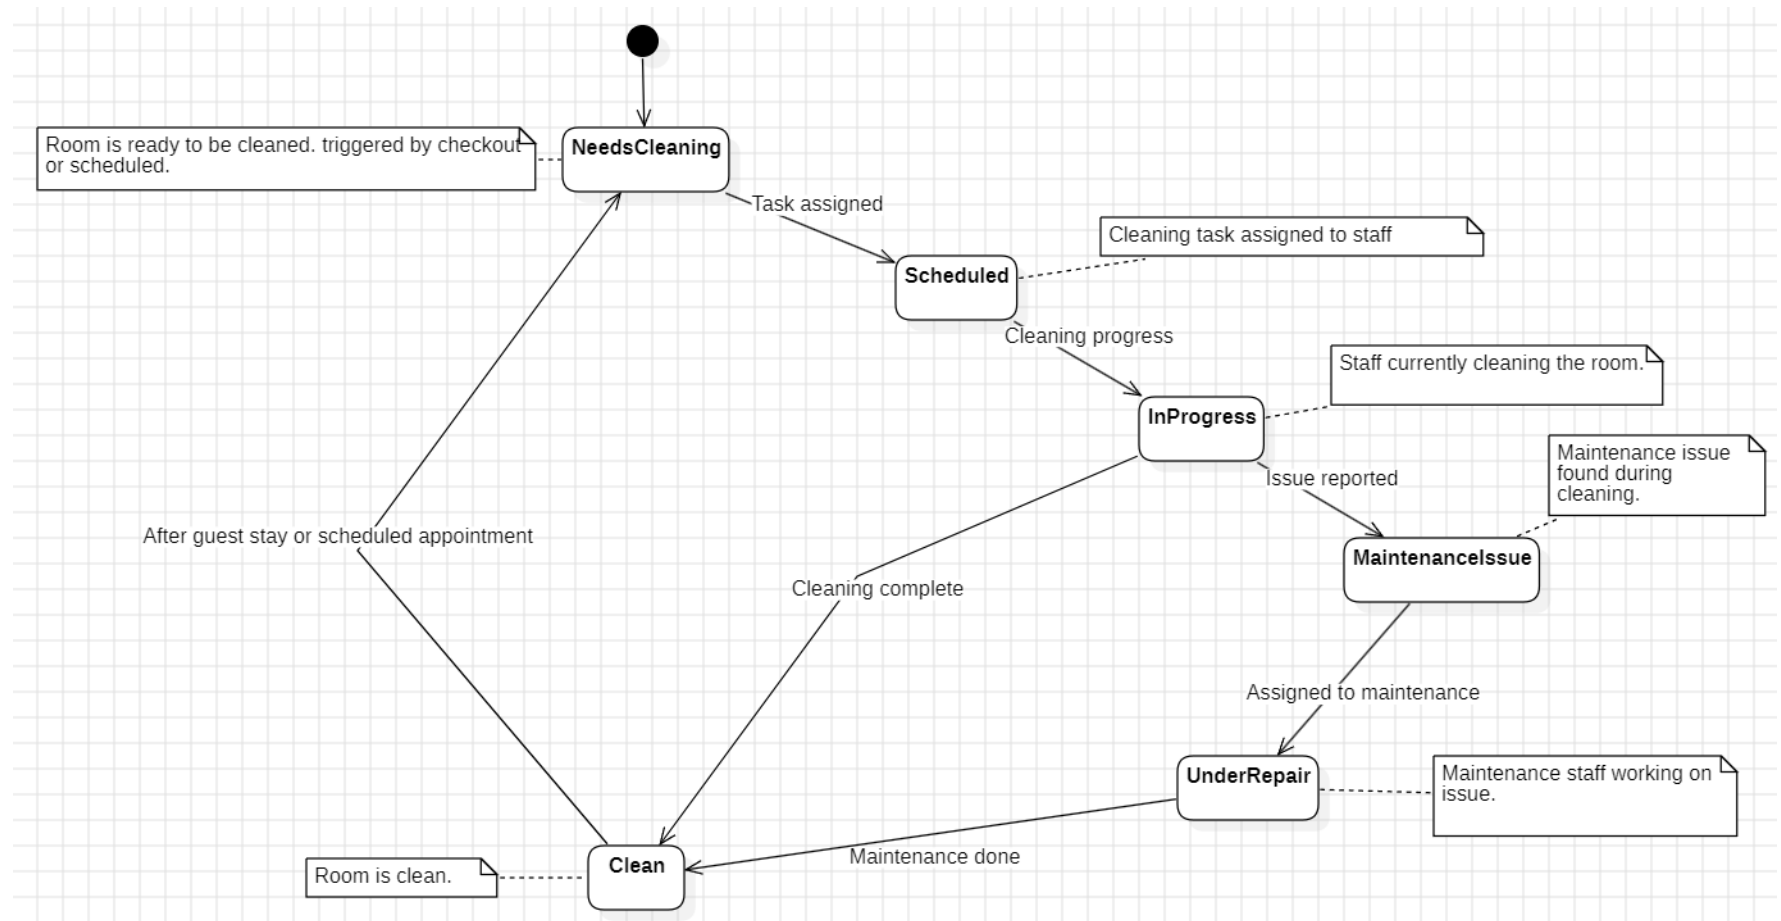 NeedsCleaning
Room is ready to be cleaned. triggered by checkout
or scheduled.
Task assigned
Cleaning task assigned to staff
Scheduled
Cleaning progress
Staff currently cleaning the room.
InProgress
Maintenance issue
found during
cleaning.
Issue reported
MaintenanceIssue
After guest stay or scheduled appointment
Cleaning complete
Assigned to maintenance
UnderRepair
Maintenance staff working on
issue.
Maintenance done
Clean
Room is clean.